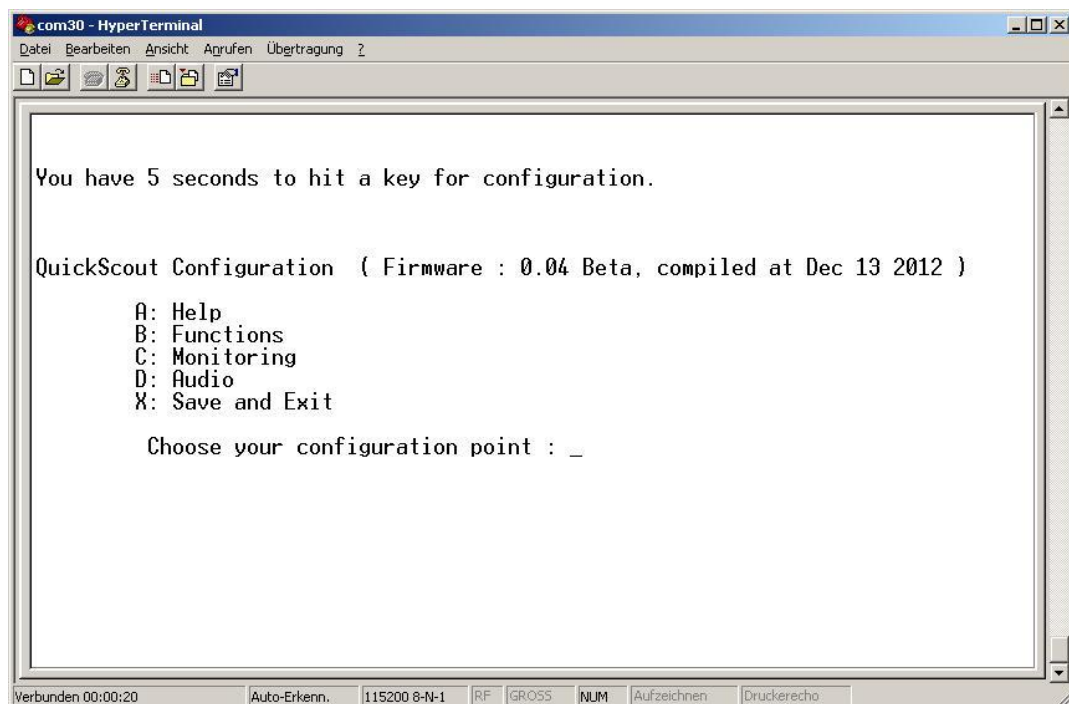 com30 - HyperTerminal
Datei Bearbeiten Ansicht Anrufen Übertragung ?
You have 5 seconds to hit a key for configuration.
QuickScout Configuration ( Firmware : 0.04 Beta, compiled at Dec 13 2012 )
A: Help
B: Functions
C: Monitoring
D: Audio
X: Save and Exit
Choose your configuration point : _
Verbunden 00:00:20 Auto-Erkenn. 115200 8-N-1 RF GROSS NUM Aufzeichnen Druckerecho